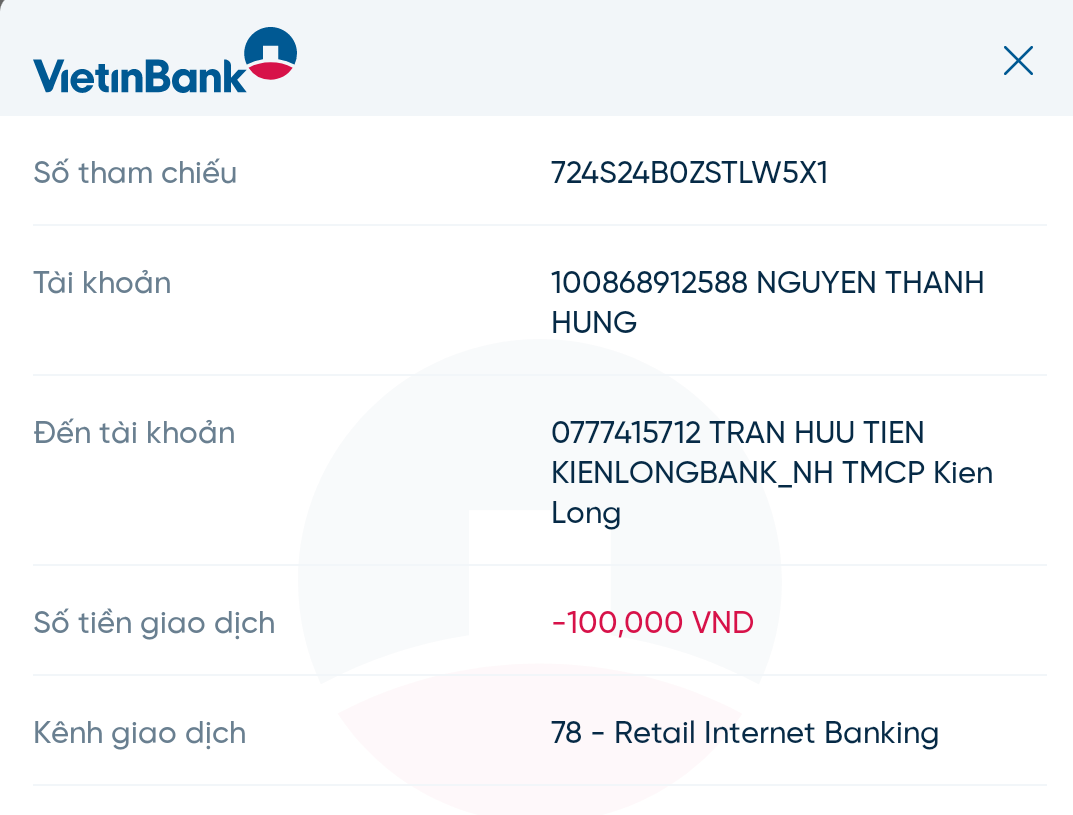 VietinBank
Số tham chiếu 724S24B0ZSTLW5X1
Tài khoản 100868912588 NGUYEN THANH
HUNG
Đến tài khoản 0777415712 TRAN HUU TIEN
KIENLONGBANK_NH TMCP Kien
Long
Số tiền giao dịch -100,000 VND
Kênh giao dịch 78 - Retail Internet Banking